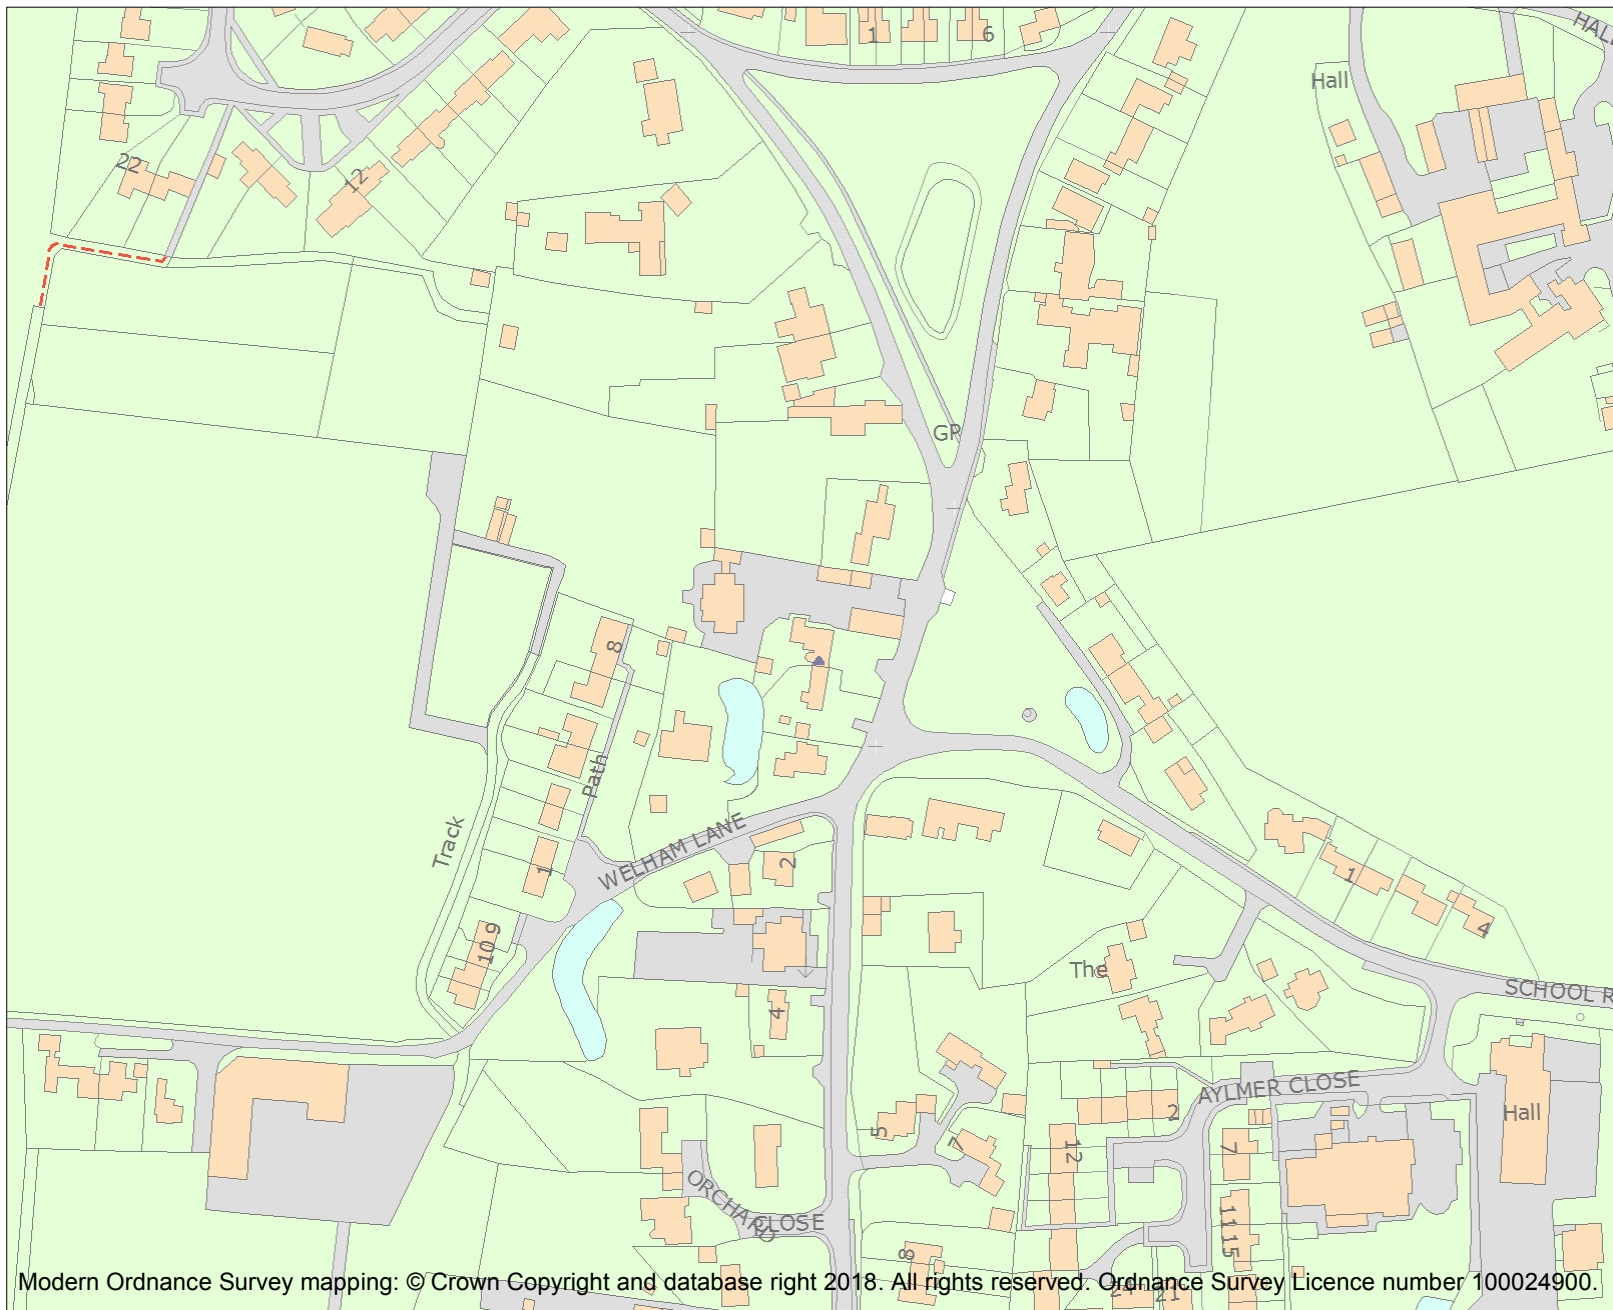 1
6
HALL
Hall
22
12
GP
8
Path
Track
WELHAM LANE
2
1
1
10 9
4
The
4
SCHOOL R
AYLMER CLOSE
2
Hall
5
7
12
7
ORCHARD
CLOSE
11
15
8
24
21
Modern Ordnance Survey mapping: © Crown Copyright and database right 2018. All rights reserved. Ordnance Survey Licence number 100024900.